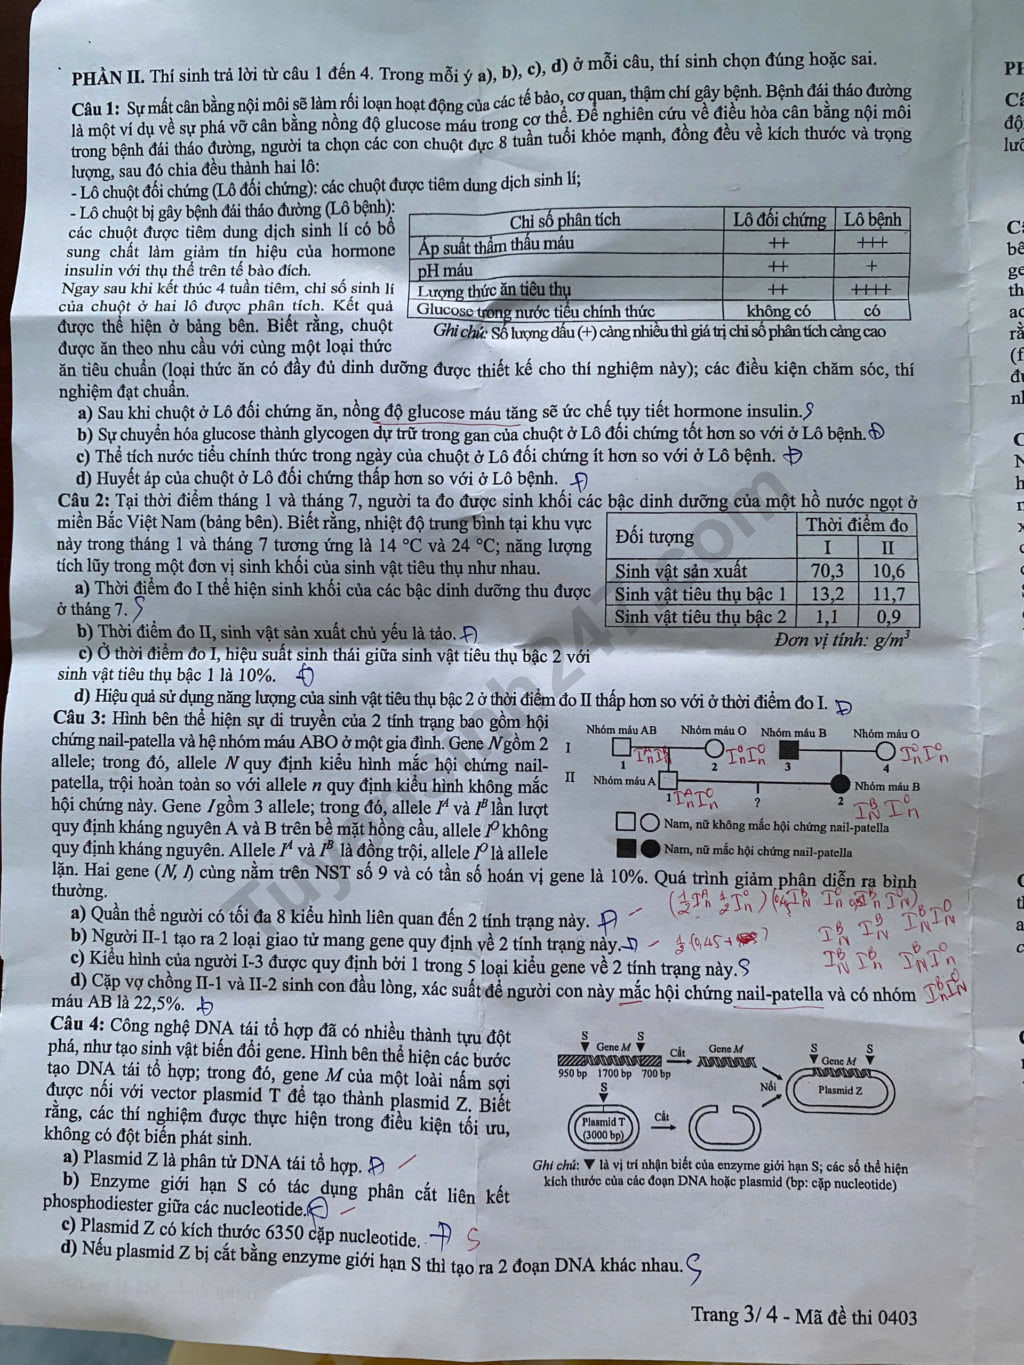 PHẦN II. Thí sinh trả lời từ câu 1 đến 4. Trong mỗi ý a), b), c), d) ở mỗi câu, thí sinh chọn đúng hoặc sai.
Câu 1: Sự mất cân bằng nội môi sẽ làm rối loạn hoạt động của các tế bào, cơ quan, thậm chí gây bệnh. Bệnh đái tháo đường
là một ví dụ về sự phá vỡ cân bằng nồng độ glucose máu trong cơ thể. Để nghiên cứu về điều hòa cân bằng nội môi
trong bệnh đái tháo đường, người ta chọn các con chuột đực 8 tuần tuổi khỏe mạnh, đồng đều về kích thước và trọng
lượng, sau đó chia đều thành hai lô:
- Lô chuột đối chứng (Lô đối chứng): các chuột được tiêm dung dịch sinh lí;
- Lô chuột bị gây bệnh đái tháo đường (Lô bệnh):
các chuột được tiêm dung dịch sinh lí có bổ
sung chất làm giảm tín hiệu của hormone
insulin với thụ thể trên tế bào đích.
Ngay sau khi kết thúc 4 tuần tiêm, chỉ số sinh lí
của chuột ở hai lô được phân tích. Kết quả
được thể hiện ở bảng bên. Biết rằng, chuột
được ăn theo nhu cầu với cùng một loại thức
Chỉ số phân tích Lô đối chứng Lô bệnh
Áp suất thẩm thấu máu ++ +++
pH máu ++ +
Lượng thức ăn tiêu thụ ++ ++++
Glucose trong nước tiểu chính thức không có có
Ghi chú: Số lượng dấu (+) càng nhiều thì giá trị chỉ số phân tích càng cao
ăn tiêu chuẩn (loại thức ăn có đầy đủ dinh dưỡng được thiết kế cho thí nghiệm này); các điều kiện chăm sóc, thí
nghiệm đạt chuẩn.
a) Sau khi chuột ở Lô đối chứng ăn, nồng độ glucose máu tăng sẽ ức chế tụy tiết hormone insulin. S
b) Sự chuyển hóa glucose thành glycogen dự trữ trong gan của chuột ở Lô đối chứng tốt hơn so với ở Lô bệnh. Đ
c) Thể tích nước tiểu chính thức trong ngày của chuột ở Lô đối chứng ít hơn so với ở Lô bệnh. Đ
d) Huyết áp của chuột ở Lô đối chứng thấp hơn so với ở Lô bệnh. Đ
Câu 2: Tại thời điểm tháng 1 và tháng 7, người ta đo được sinh khối các bậc dinh dưỡng của một hồ nước ngọt ở
miền Bắc Việt Nam (bảng bên). Biết rằng, nhiệt độ trung bình tại khu vực
này trong tháng 1 và tháng 7 tương ứng là 14 °C và 24 °C; năng lượng
tích lũy trong một đơn vị sinh khối của sinh vật tiêu thụ như nhau.
a) Thời điểm đo I thể hiện sinh khối của các bậc dinh dưỡng thu được
ở tháng 7. S
b) Thời điểm đo II, sinh vật sản xuất chủ yếu là tảo. Đ
c) Ở thời điểm đo I, hiệu suất sinh thái giữa sinh vật tiêu thụ bậc 2 với
sinh vật tiêu thụ bậc 1 là 10%. Đ
Đối tượng Thời điểm đo
I II
Sinh vật sản xuất 70,3 10,6
Sinh vật tiêu thụ bậc 1 13,2 11,7
Sinh vật tiêu thụ bậc 2 1,1 0,9
Đơn vị tính: g/m³
d) Hiệu quả sử dụng năng lượng của sinh vật tiêu thụ bậc 2 ở thời điểm đo II thấp hơn so với ở thời điểm đo I. Đ
Câu 3: Hình bên thể hiện sự di truyền của 2 tính trạng bao gồm hội
chứng nail-patella và hệ nhóm máu ABO ở một gia đình. Gene N gồm 2
allele; trong đó, allele N quy định kiểu hình mắc hội chứng nail-
patella, trội hoàn toàn so với allele n quy định kiểu hình không mắc
hội chứng này. Gene I gồm 3 allele; trong đó, allele Iᴬ và Iᴮ lần lượt
quy định kháng nguyên A và B trên bề mặt hồng cầu, allele Iᴼ không
quy định kháng nguyên. Allele Iᴬ và Iᴮ là đồng trội, allele Iᴼ là allele
Nhóm máu AB Nhóm máu O Nhóm máu B Nhóm máu O
I
1 2 3 4
II Nhóm máu A Nhóm máu B
1 ? 2
Nam, nữ không mắc hội chứng nail-patella
Nam, nữ mắc hội chứng nail-patella
lặn. Hai gene (N, I) cùng nằm trên NST số 9 và có tần số hoán vị gene là 10%. Quá trình giảm phân diễn ra bình
thường.
a) Quần thể người có tối đa 8 kiểu hình liên quan đến 2 tính trạng này. Đ
b) Người II-1 tạo ra 2 loại giao tử mang gene quy định về 2 tính trạng này. Đ
c) Kiểu hình của người I-3 được quy định bởi 1 trong 5 loại kiểu gene về 2 tính trạng này. S
d) Cặp vợ chồng II-1 và II-2 sinh con đầu lòng, xác suất để người con này mắc hội chứng nail-patella và có nhóm
máu AB là 22,5%. Đ
Câu 4: Công nghệ DNA tái tổ hợp đã có nhiều thành tựu đột
phá, như tạo sinh vật biến đổi gene. Hình bên thể hiện các bước
tạo DNA tái tổ hợp; trong đó, gene M của một loài nấm sợi
được nối với vector plasmid T để tạo thành plasmid Z. Biết
rằng, các thí nghiệm được thực hiện trong điều kiện tối ưu,
không có đột biến phát sinh.
a) Plasmid Z là phân tử DNA tái tổ hợp. Đ
b) Enzyme giới hạn S có tác dụng phân cắt liên kết
phosphodiester giữa các nucleotide.
c) Plasmid Z có kích thước 6350 cặp nucleotide. Đ S
d) Nếu plasmid Z bị cắt bằng enzyme giới hạn S thì tạo ra 2 đoạn DNA khác nhau. S
S Gene M S Cắt Gene M S Gene M S
950 bp 1700 bp 700 bp
S Nối Plasmid Z
Plasmid T
(3000 bp) Cắt
Ghi chú: ▼ là vị trí nhận biết của enzyme giới hạn S; các số thể hiện
kích thước của các đoạn DNA hoặc plasmid (bp: cặp nucleotide)
Trang 3/ 4 - Mã đề thi 0403
Tuyensinh247.com